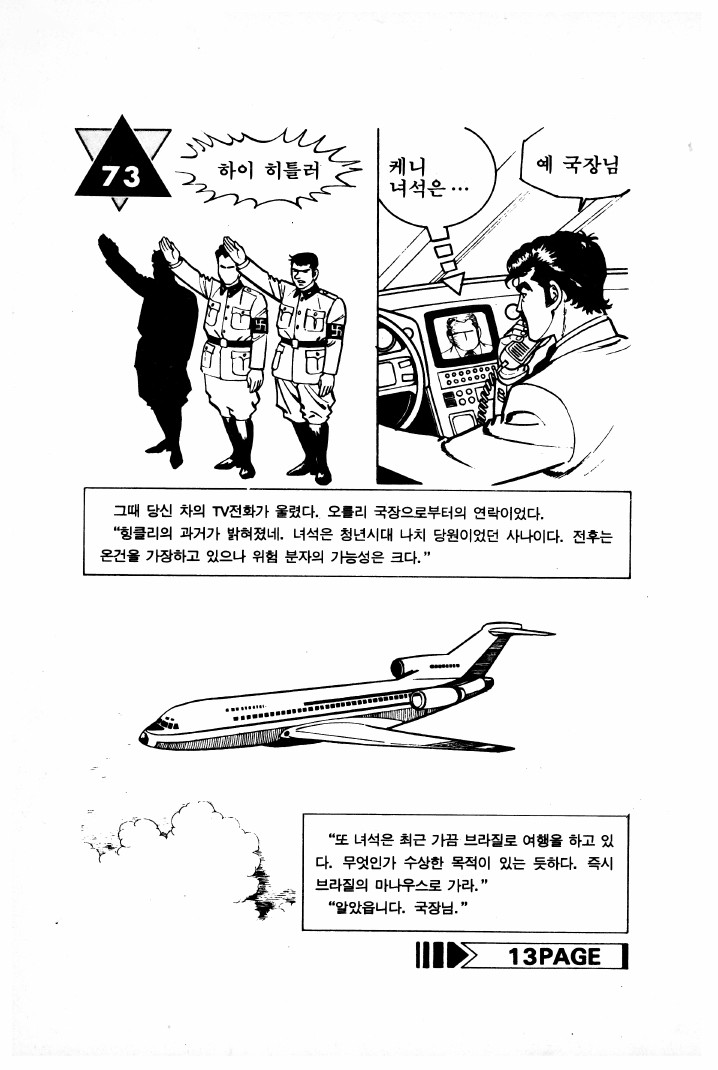 73
하이 히틀러
케니
녀석은…
예 국장님
그때 당신 차의 TV전화가 울렸다. 오를리 국장으로부터의 연락이었다.
“힝클리의 과거가 밝혀졌네. 녀석은 청년시대 나치 당원이었던 사나이다. 전후는
온건을 가장하고 있으나 위험 분자의 가능성은 크다.”
“또 녀석은 최근 가끔 브라질로 여행을 하고 있
다. 무엇인가 수상한 목적이 있는 듯하다. 즉시
브라질의 마나우스로 가라.”
“알았읍니다. 국장님.”
13PAGE